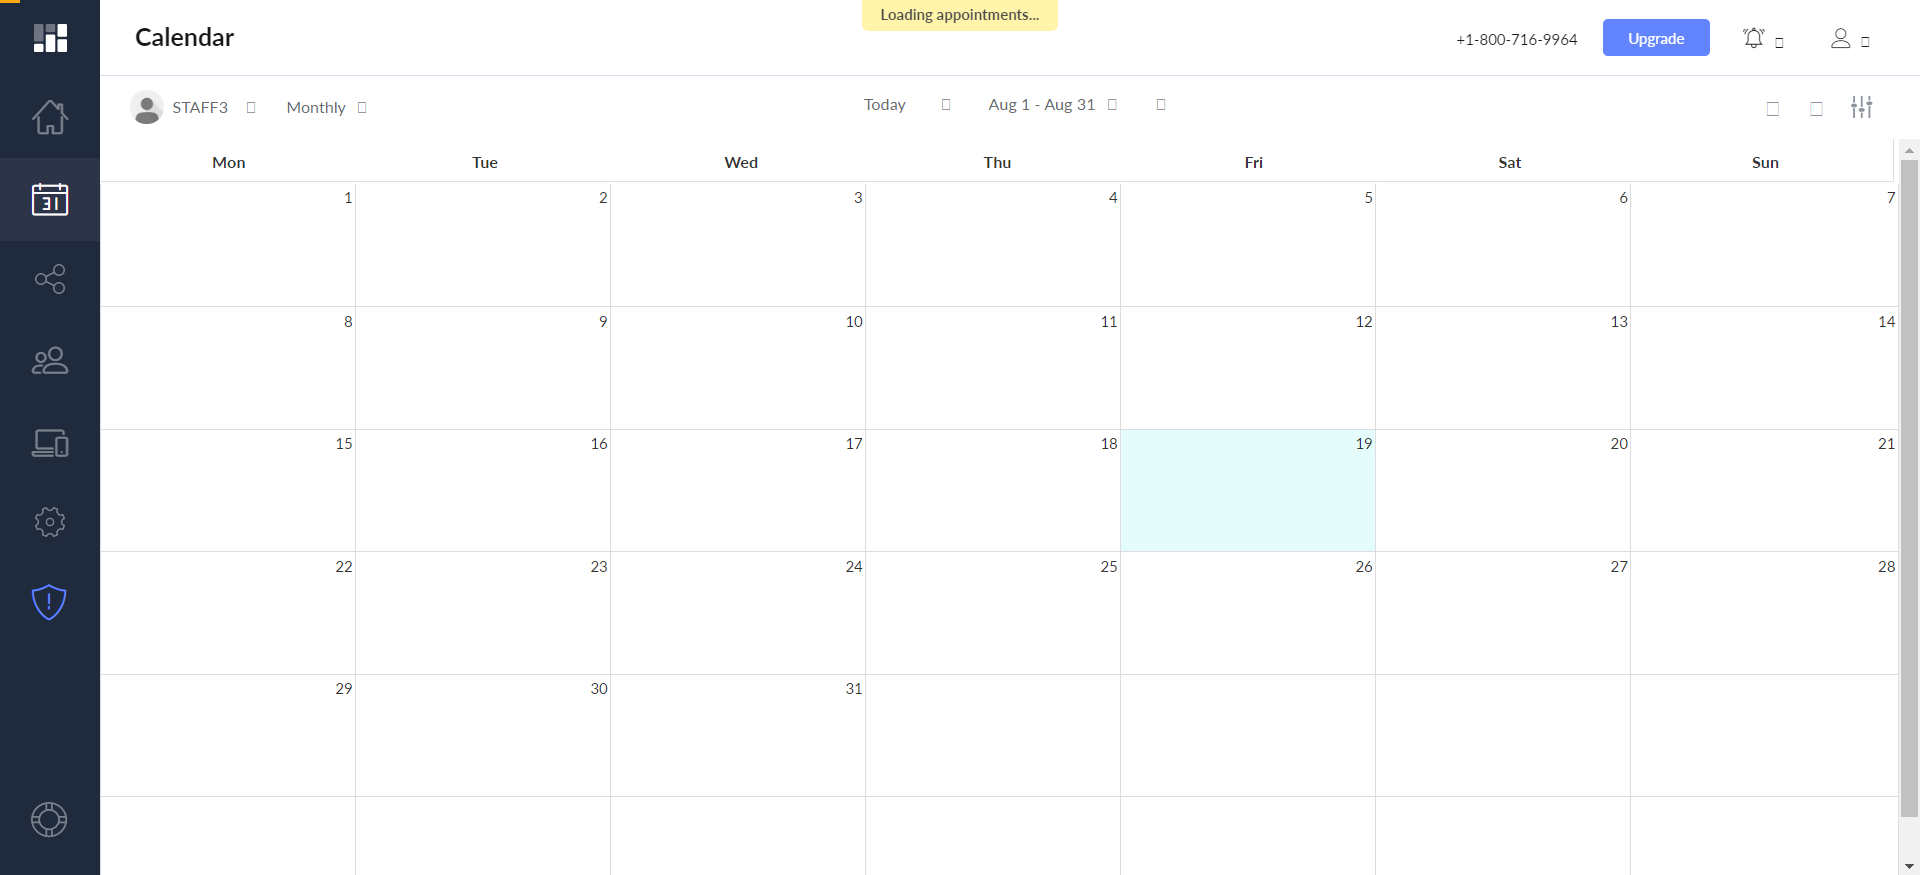 Loading appointments...
Calendar
+1-800-716-9964
Upgrade
STAFF3
Monthly
Today
Aug 1 - Aug 31
31
Mon Tue Wed Thu Fri Sat Sun
1 2 3 4 5 6 7
8 9 10 11 12 13 14
15 16 17 18 19 20 21
22 23 24 25 26 27 28
29 30 31